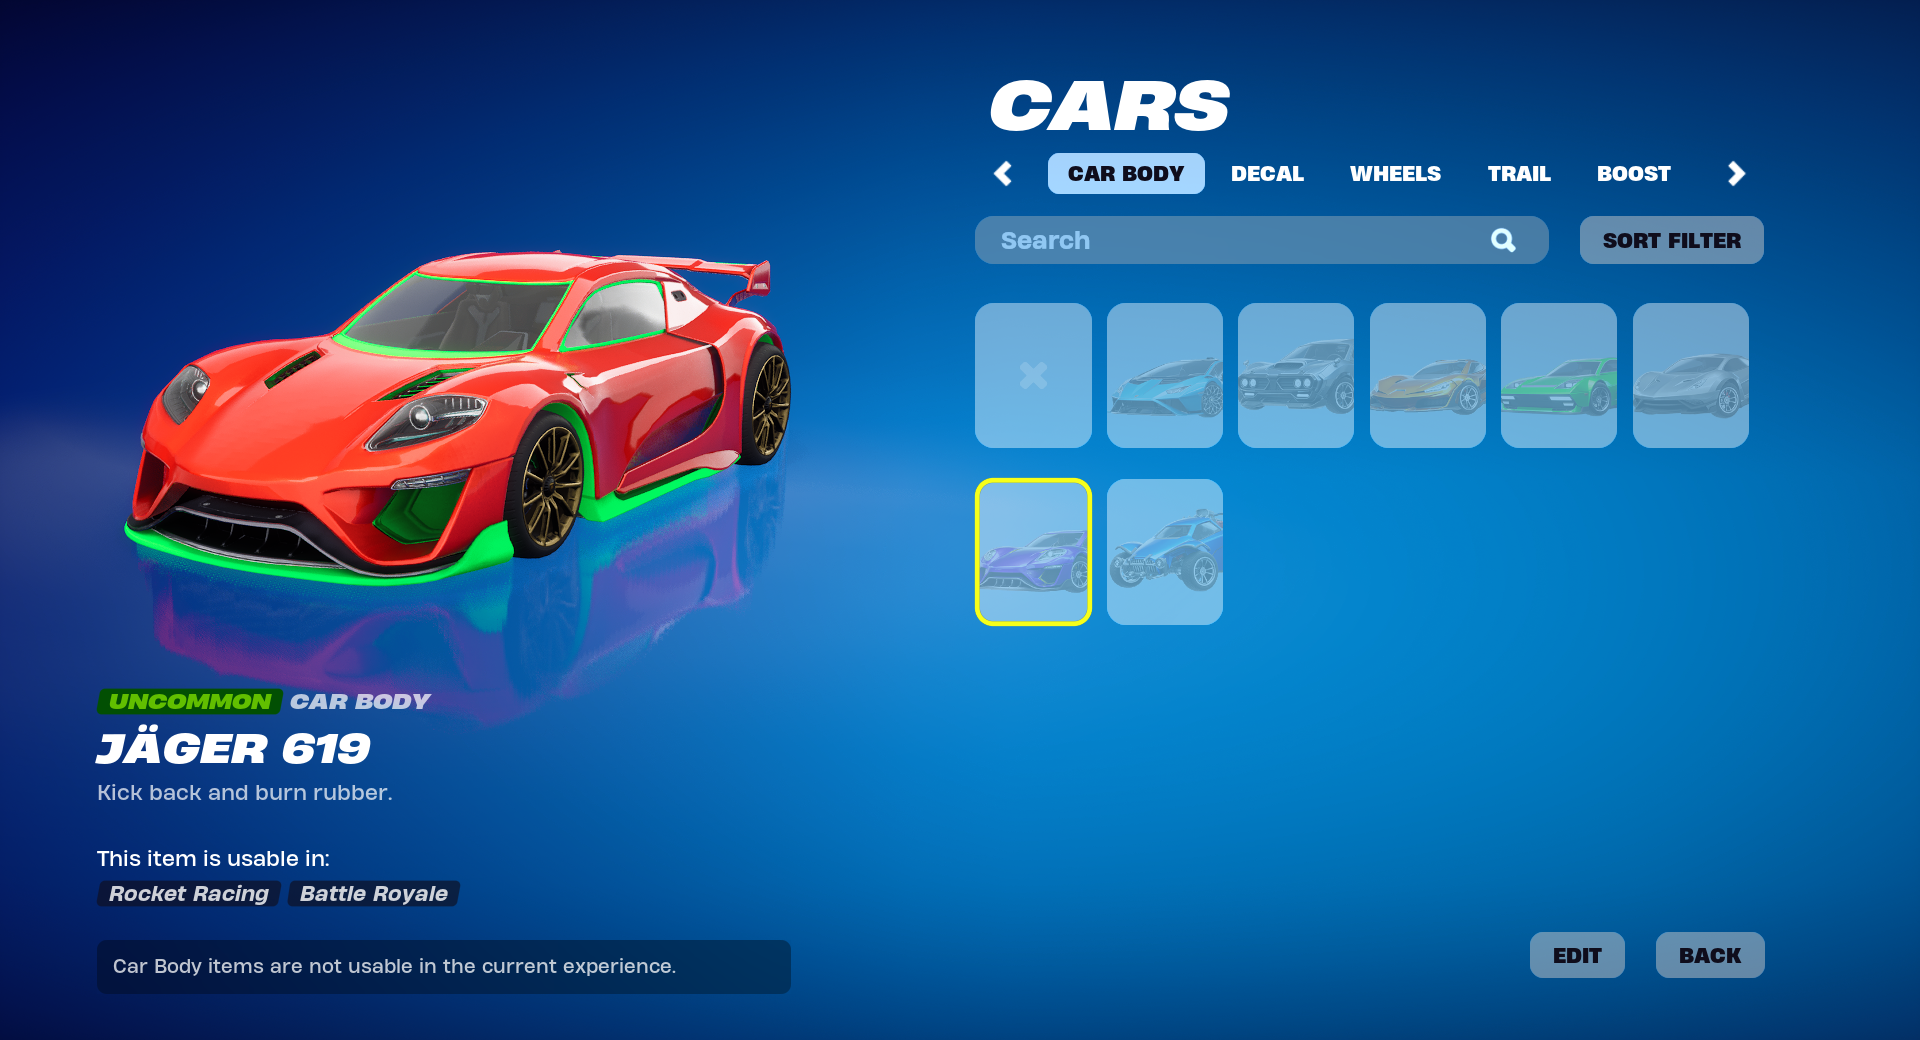 CARS
CAR BODY DECAL WHEELS TRAIL BOOST
Search SORT FILTER
UNCOMMON CAR BODY
JÄGER 619
Kick back and burn rubber.
This item is usable in:
Rocket Racing Battle Royale
Car Body items are not usable in the current experience.
EDIT BACK